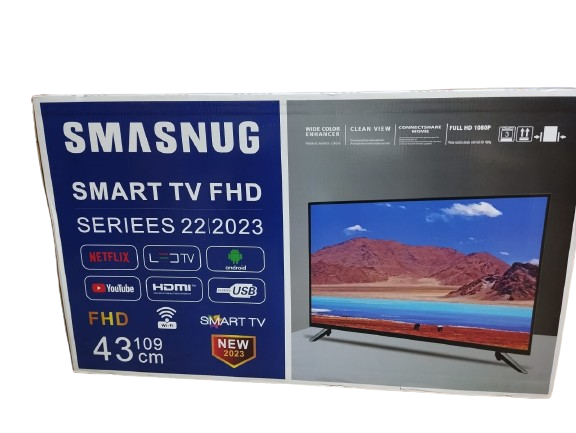 SMASNUG
SMART TV FHD
SERIEES 22|2023
NETFLIX
TV
android
YouTube
HDMI
USB
FHD
Wi-Fi
SMART TV
43 109 cm
NEW 2023
WIDE COLOR ENHANCER
CLEAN VIEW
CONNECTSHARE MOVIE
FULL HD 1080P